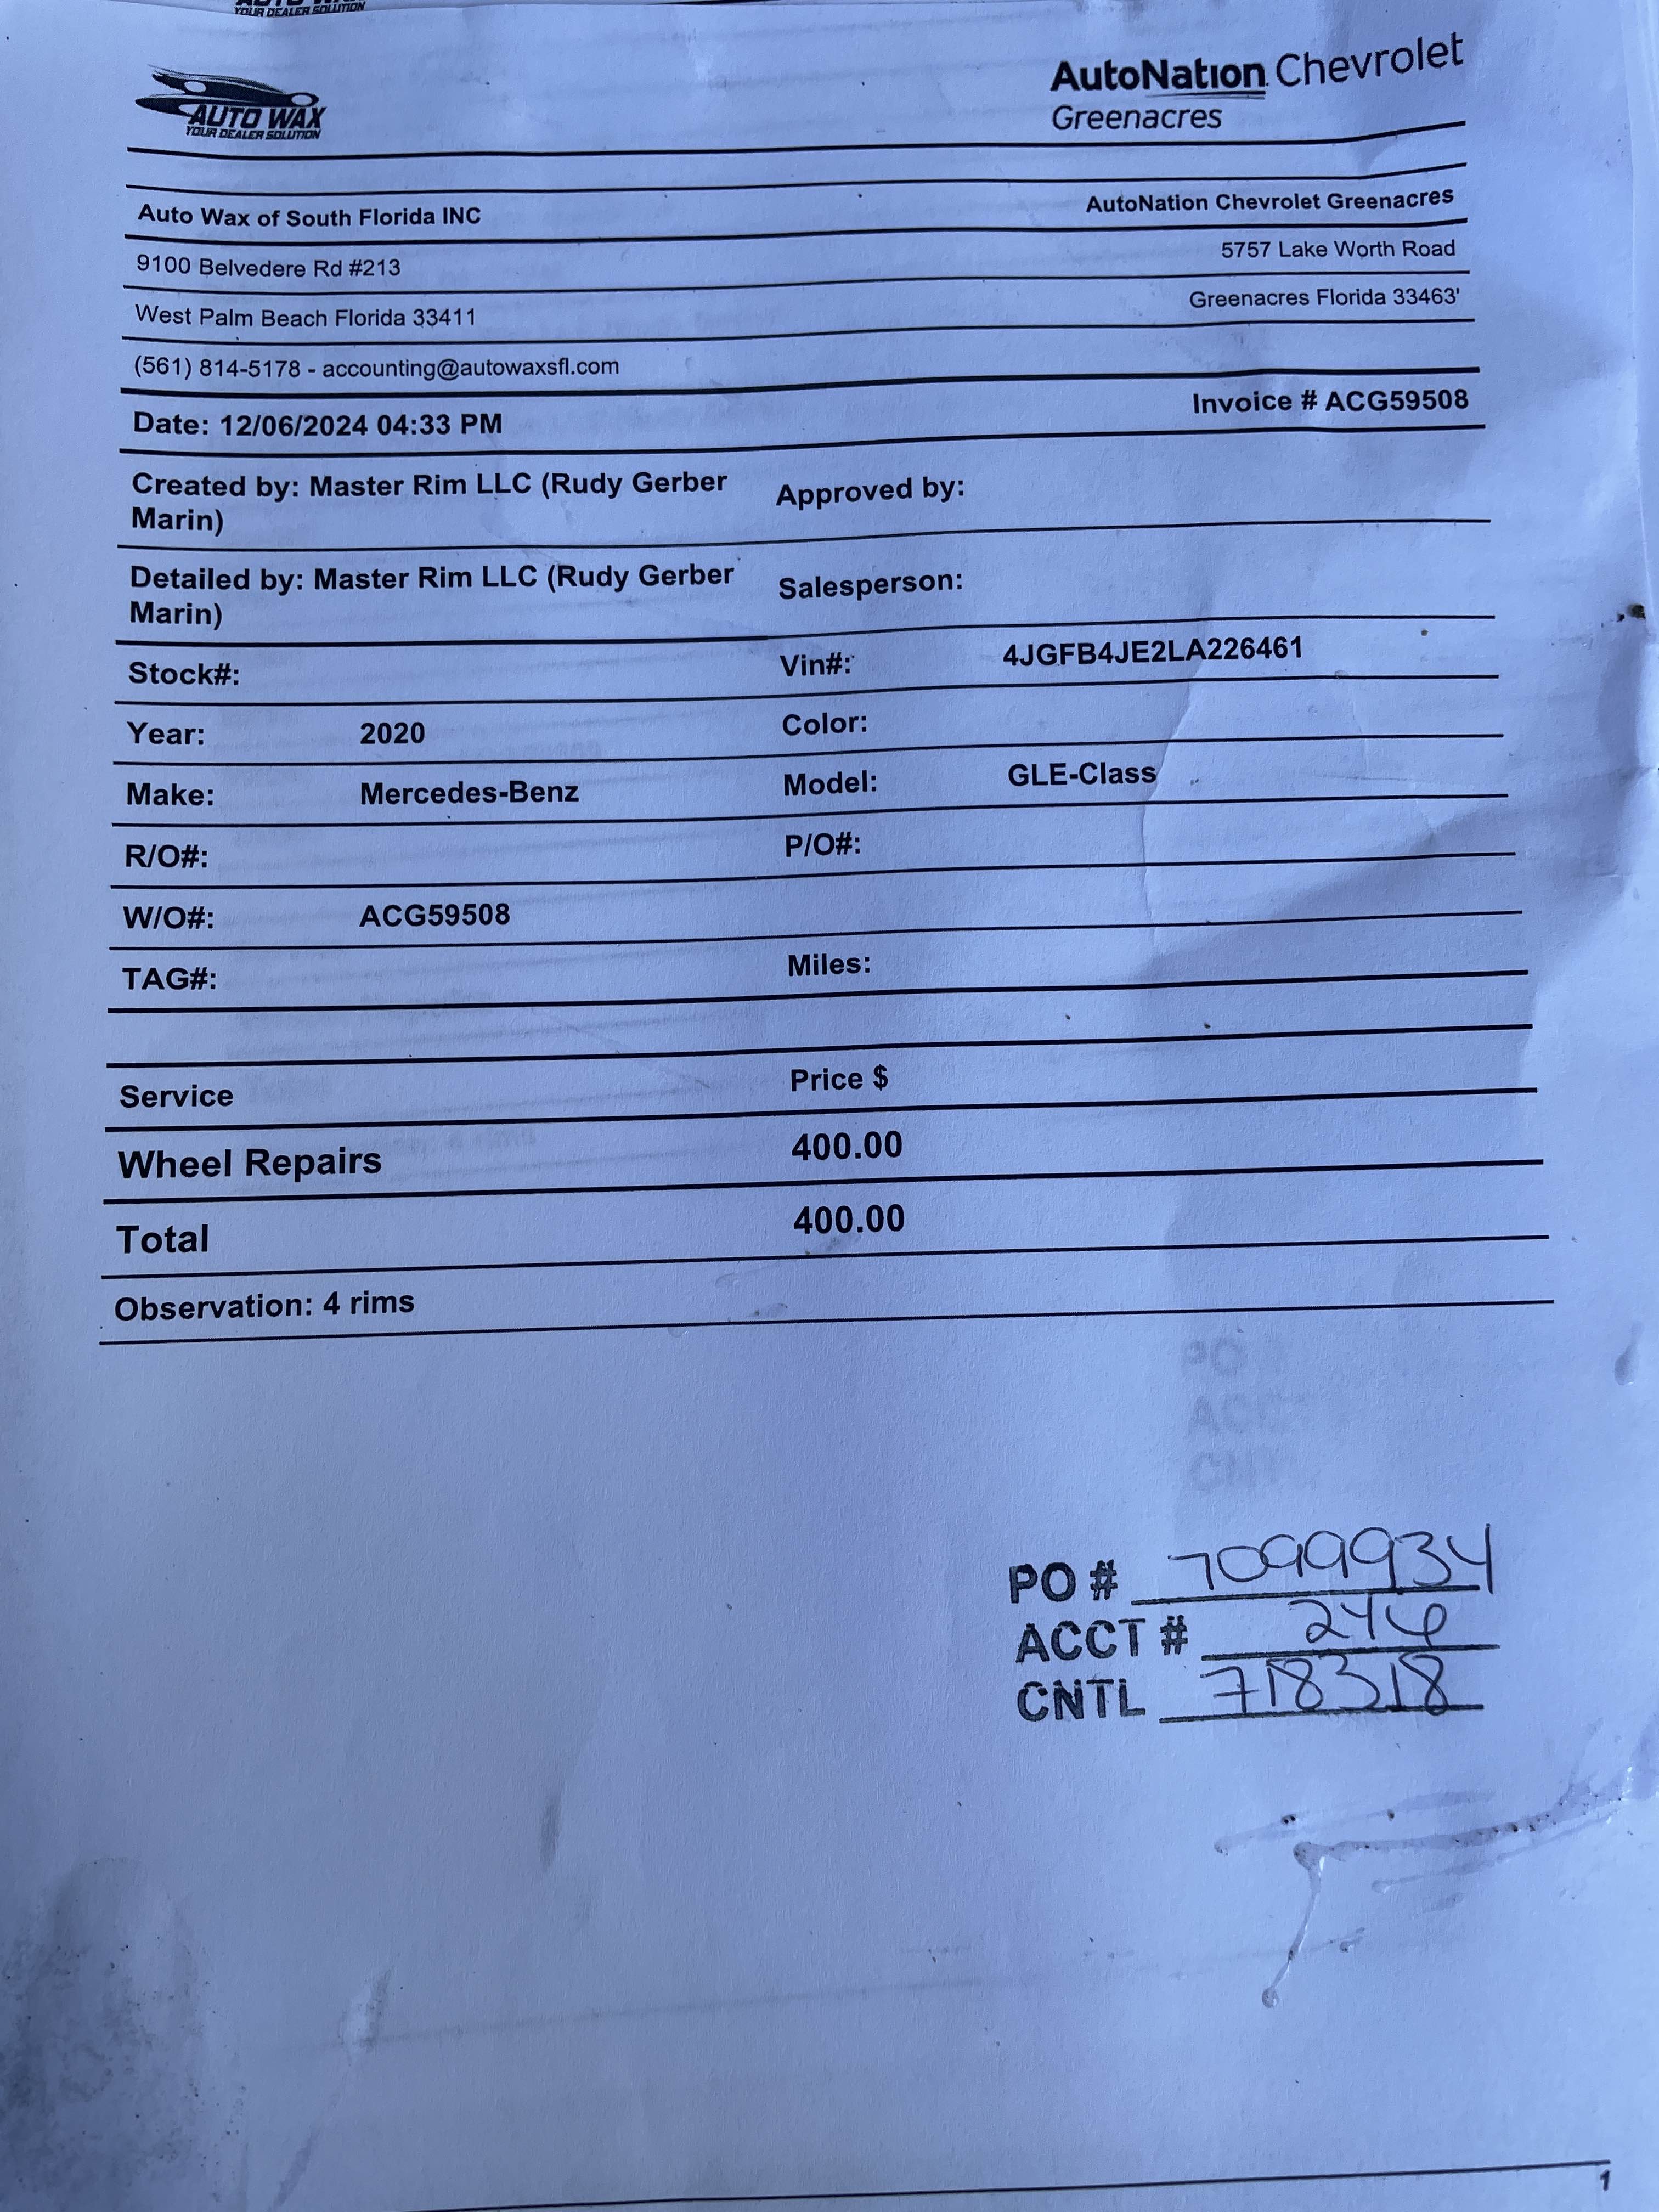 YOUR DEALER SOLUTION
AUTO WAX
YOUR DEALER SOLUTION
AutoNation Chevrolet
Greenacres
Auto Wax of South Florida INC
AutoNation Chevrolet Greenacres
9100 Belvedere Rd #213
5757 Lake Worth Road
West Palm Beach Florida 33411
Greenacres Florida 33463'
(561) 814-5178 - accounting@autowaxsfl.com
Date: 12/06/2024 04:33 PM
Invoice # ACG59508
Created by: Master Rim LLC (Rudy Gerber
Marin)
Approved by:
Detailed by: Master Rim LLC (Rudy Gerber
Marin)
Salesperson:
Stock#:
Vin#: 4JGFB4JE2LA226461
Year: 2020
Color:
Make: Mercedes-Benz
Model: GLE-Class
R/O#:
P/O#:
W/O#: ACG59508
TAG#:
Miles:
Service Price $
Wheel Repairs 400.00
Total 400.00
Observation: 4 rims
PO # 7099934
ACCT # 246
CNTL 718318
1